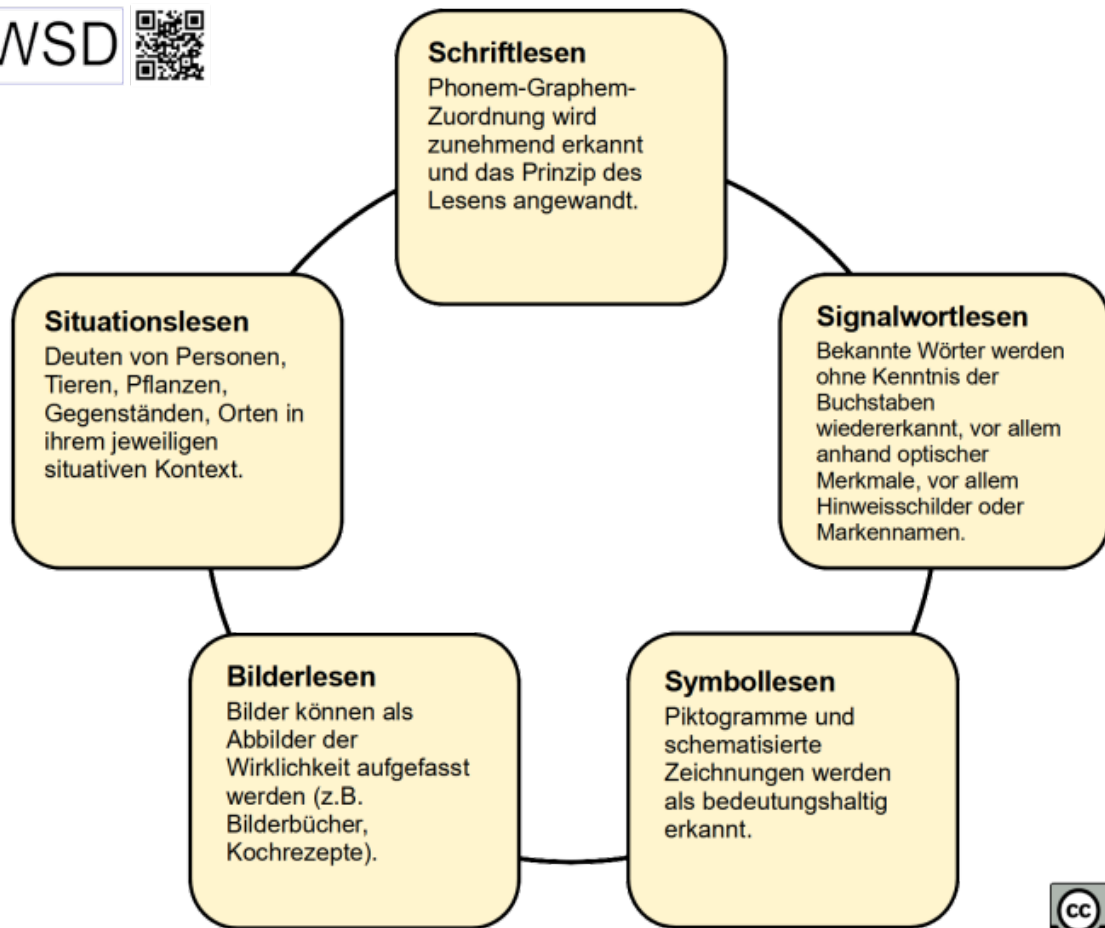 WSD
Schriftlesen
Phonem-Graphem-
Zuordnung wird
zunehmend erkannt
und das Prinzip des
Lesens angewandt.
Situationslesen
Deuten von Personen,
Tieren, Pflanzen,
Gegenständen, Orten in
ihrem jeweiligen
situativen Kontext.
Signalwortlesen
Bekannte Wörter werden
ohne Kenntnis der
Buchstaben
wiedererkannt, vor allem
anhand optischer
Merkmale, vor allem
Hinweisschilder oder
Markennamen.
Bilderlesen
Bilder können als
Abbilder der
Wirklichkeit aufgefasst
werden (z.B.
Bilderbücher,
Kochrezepte).
Symbollesen
Piktogramme und
schematisierte
Zeichnungen werden
als bedeutungshaltig
erkannt.
cc